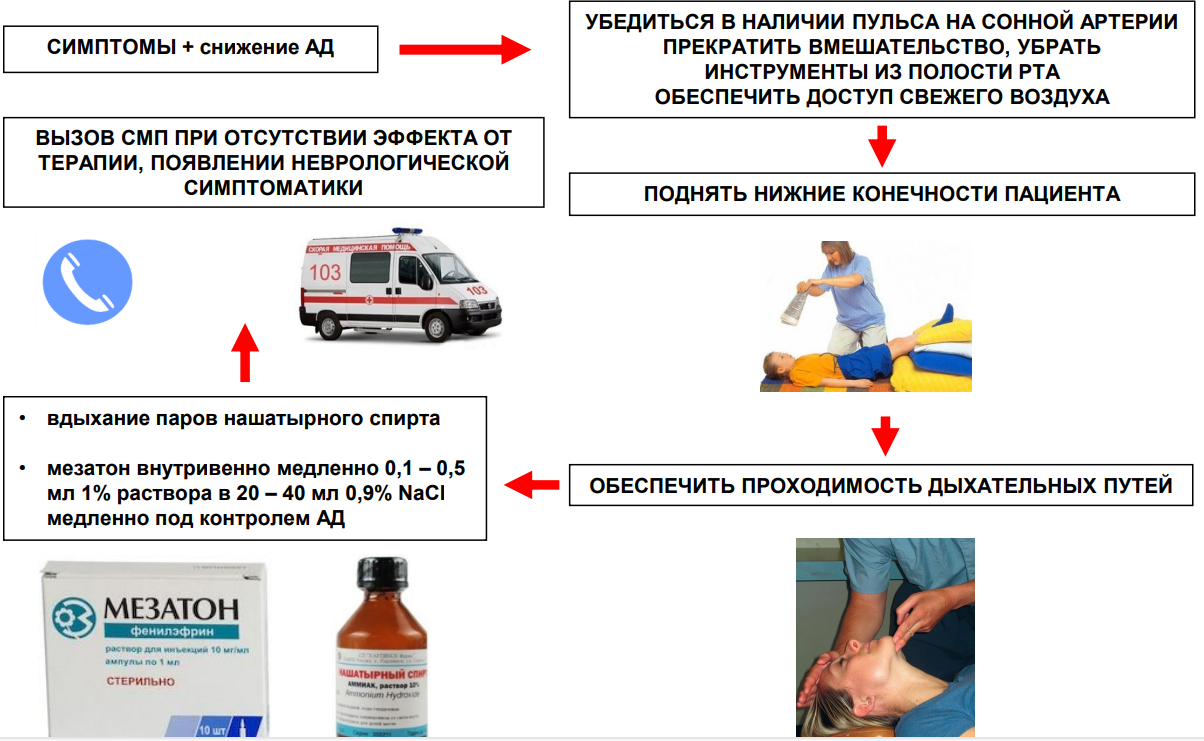 СИМПТОМЫ + снижение АД
УБЕДИТЬСЯ В НАЛИЧИИ ПУЛЬСА НА СОННОЙ АРТЕРИИ
ПРЕКРАТИТЬ ВМЕШАТЕЛЬСТВО, УБРАТЬ
ИНСТРУМЕНТЫ ИЗ ПОЛОСТИ РТА
ОБЕСПЕЧИТЬ ДОСТУП СВЕЖЕГО ВОЗДУХА
ПОДНЯТЬ НИЖНИЕ КОНЕЧНОСТИ ПАЦИЕНТА
ОБЕСПЕЧИТЬ ПРОХОДИМОСТЬ ДЫХАТЕЛЬНЫХ ПУТЕЙ
• вдыхание паров нашатырного спирта
• мезатон внутривенно медленно 0,1 – 0,5
мл 1% раствора в 20 – 40 мл 0,9% NaCl
медленно под контролем АД
ВЫЗОВ СМП ПРИ ОТСУТСТВИИ ЭФФЕКТА ОТ
ТЕРАПИИ, ПОЯВЛЕНИИ НЕВРОЛОГИЧЕСКОЙ
СИМПТОМАТИКИ
СКОРАЯ МЕДИЦИНСКАЯ ПОМОЩЬ
103
103
МЕЗАТОН
фенилэфрин
раствор для инъекций 10 мг/мл
ампулы по 1 мл
СТЕРИЛЬНО
10 шт
НАШАТЫРНЫЙ СПИРТ
АММИАК, раствор 10%
Ammonium Hydroxide